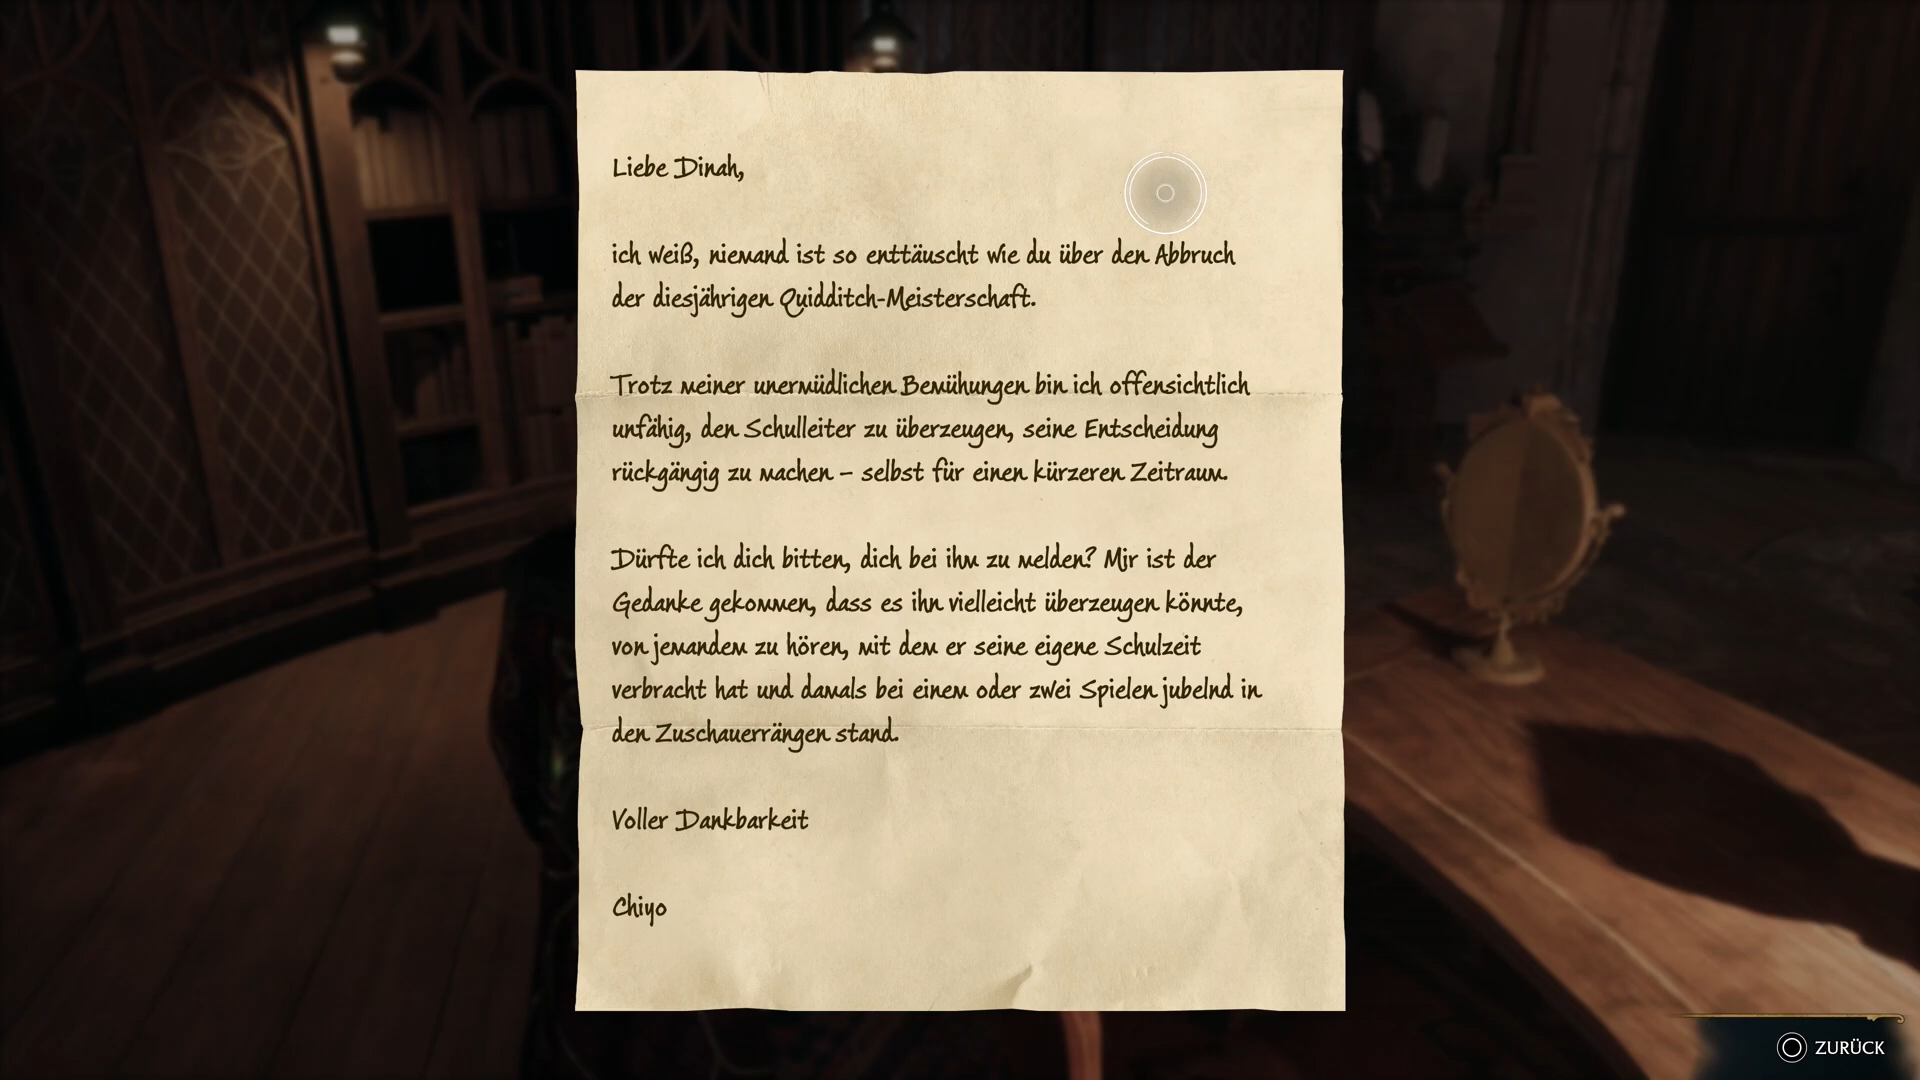 Liebe Dinah,
ich weiß, niemand ist so enttäuscht wie du über den Abbruch
der diesjährigen Quidditch-Meisterschaft.
Trotz meiner unermüdlichen Bemühungen bin ich offensichtlich
unfähig, den Schulleiter zu überzeugen, seine Entscheidung
rückgängig zu machen – selbst für einen kürzeren Zeitraum.
Dürfte ich dich bitten, dich bei ihm zu melden? Mir ist der
Gedanke gekommen, dass es ihn vielleicht überzeugen könnte,
von jemandem zu hören, mit dem er seine eigene Schulzeit
verbracht hat und damals bei einem oder zwei Spielen jubelnd in
den Zuschauerrängen stand.
Voller Dankbarkeit
Chiyo
ZURÜCK